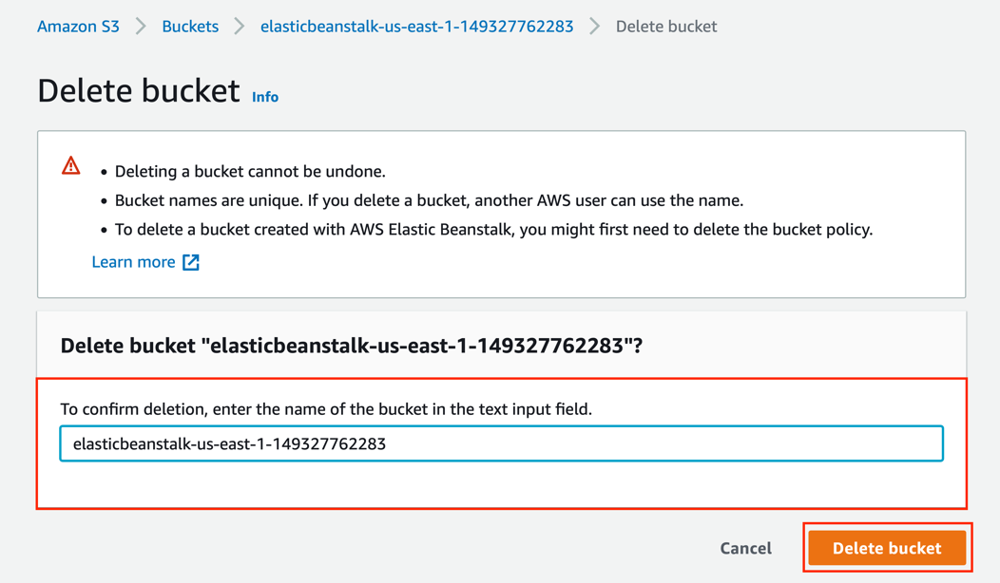 Amazon S3 > Buckets > elasticbeanstalk-us-east-1-149327762283 > Delete bucket
Delete bucket Info
• Deleting a bucket cannot be undone.
• Bucket names are unique. If you delete a bucket, another AWS user can use the name.
• To delete a bucket created with AWS Elastic Beanstalk, you might first need to delete the bucket policy.
Learn more
Delete bucket "elasticbeanstalk-us-east-1-149327762283"?
To confirm deletion, enter the name of the bucket in the text input field.
elasticbeanstalk-us-east-1-149327762283
Cancel Delete bucket